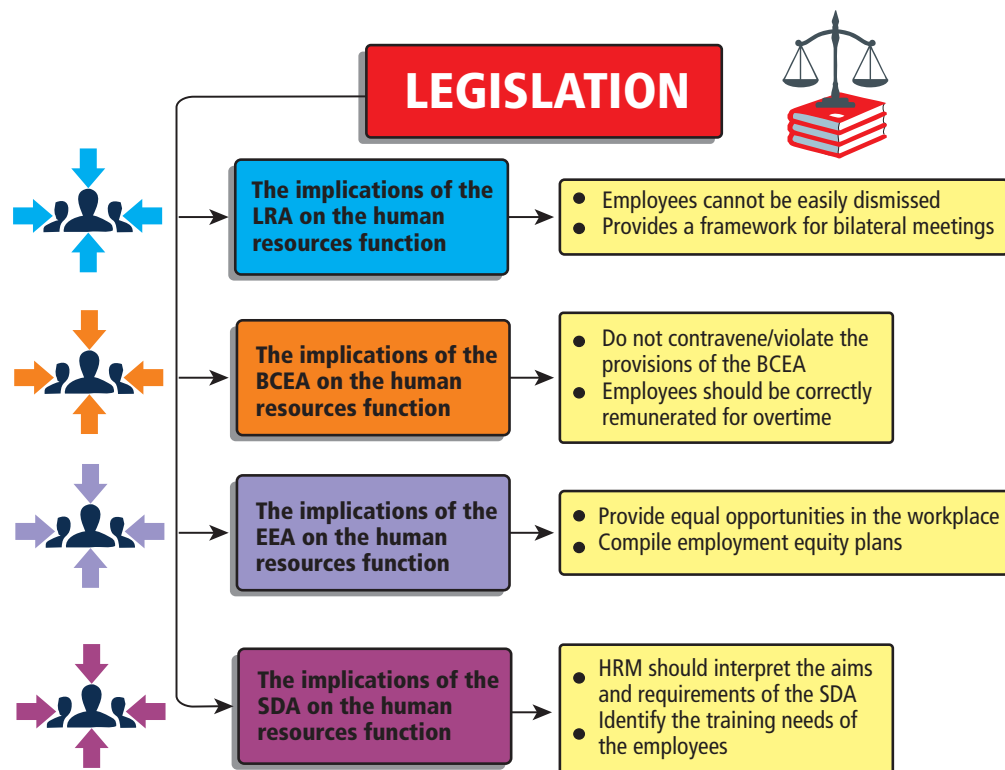 LEGISLATION
The implications of the
LRA on the human
resources function
● Employees cannot be easily dismissed
● Provides a framework for bilateral meetings
The implications of the
BCEA on the human
resources function
● Do not contravene/violate the
provisions of the BCEA
● Employees should be correctly
remunerated for overtime
The implications of the
EEA on the human
resources function
● Provide equal opportunities in the workplace
● Compile employment equity plans
The implications of the
SDA on the human
resources function
● HRM should interpret the aims
and requirements of the SDA
Identify the training needs of
● the employees